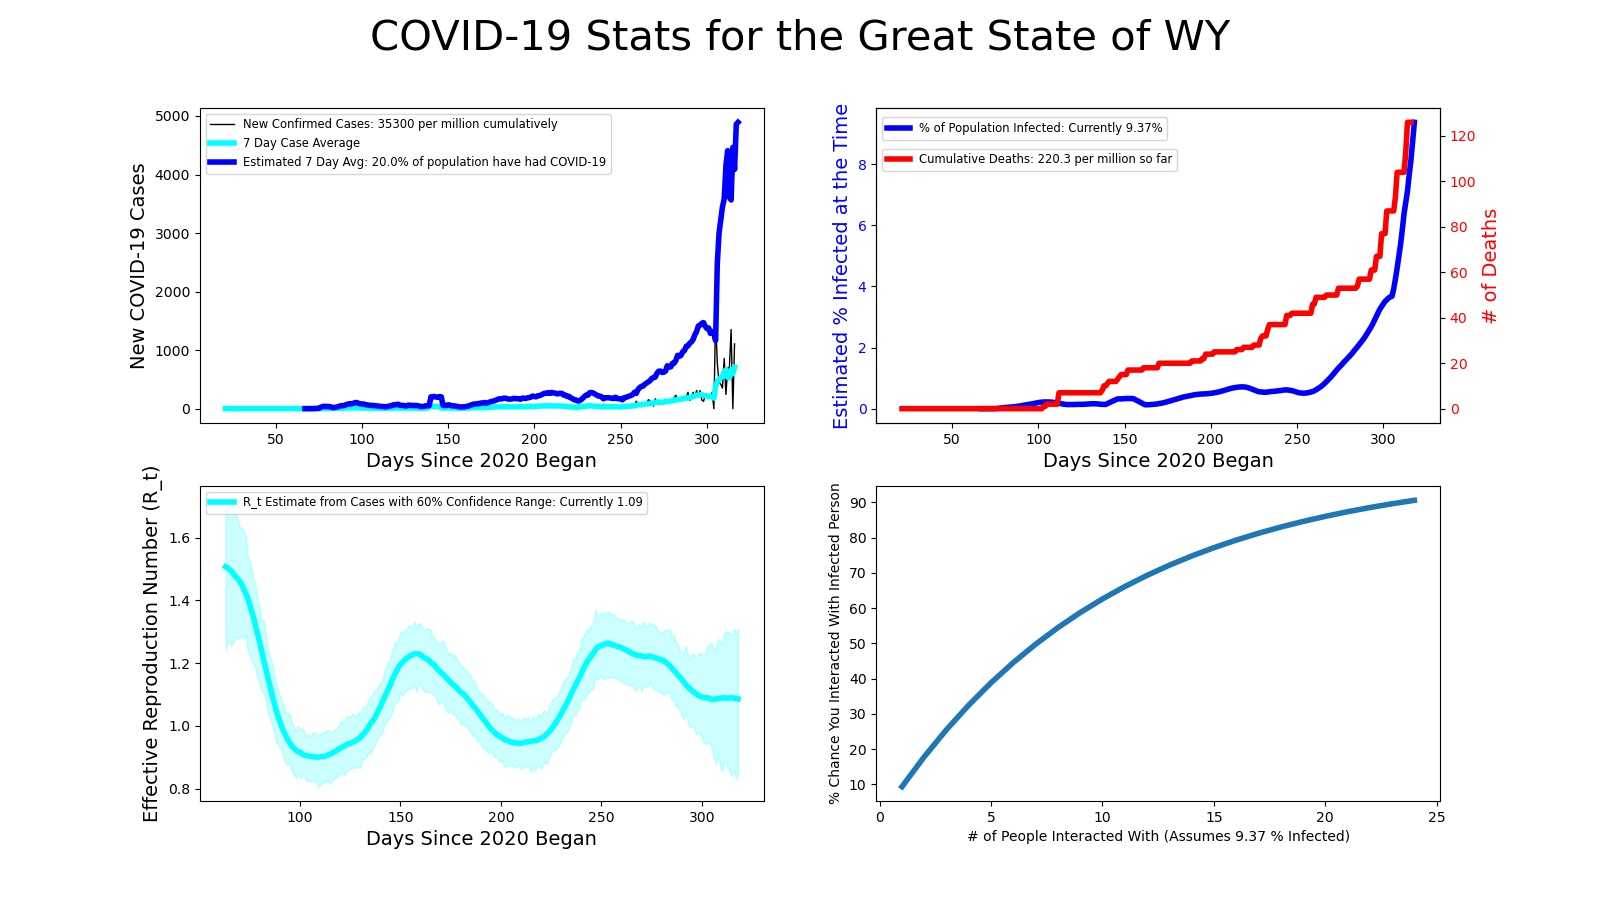 COVID-19 Stats for the Great State of WY
New COVID-19 Cases
5000
4000
3000
2000
1000
0
New Confirmed Cases: 35300 per million cumulatively
7 Day Case Average
Estimated 7 Day Avg: 20.0% of population have had COVID-19
50 100 150 200 250 300
Days Since 2020 Began
Estimated % Infected at the Time
8
6
4
2
0
% of Population Infected: Currently 9.37%
Cumulative Deaths: 220.3 per million so far
120
100
80
60
40
20
0
# of Deaths
50 100 150 200 250 300
Days Since 2020 Began
Effective Reproduction Number (R_t)
1.6
1.4
1.2
1.0
0.8
R_t Estimate from Cases with 60% Confidence Range: Currently 1.09
100 150 200 250 300
Days Since 2020 Began
% Chance You Interacted With Infected Person
90
80
70
60
50
40
30
20
10
0 5 10 15 20 25
# of People Interacted With (Assumes 9.37 % Infected)